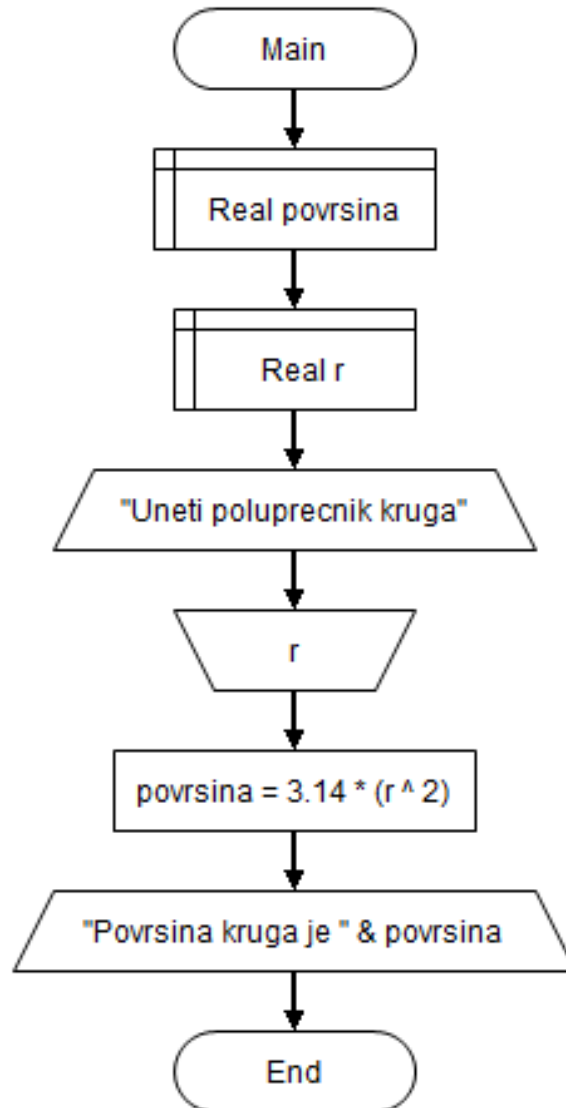 Main
Real povrsina
Real r
"Uneti poluprecnik kruga"
r
povrsina = 3.14 * (r ^ 2)
"Povrsina kruga je " & povrsina
End